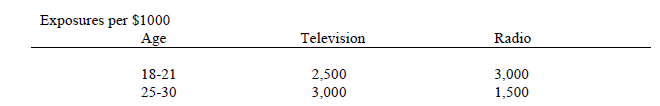 Exposures per $1000
Age Television Radio
18-21 2,500 3,000
25-30 3,000 1,500